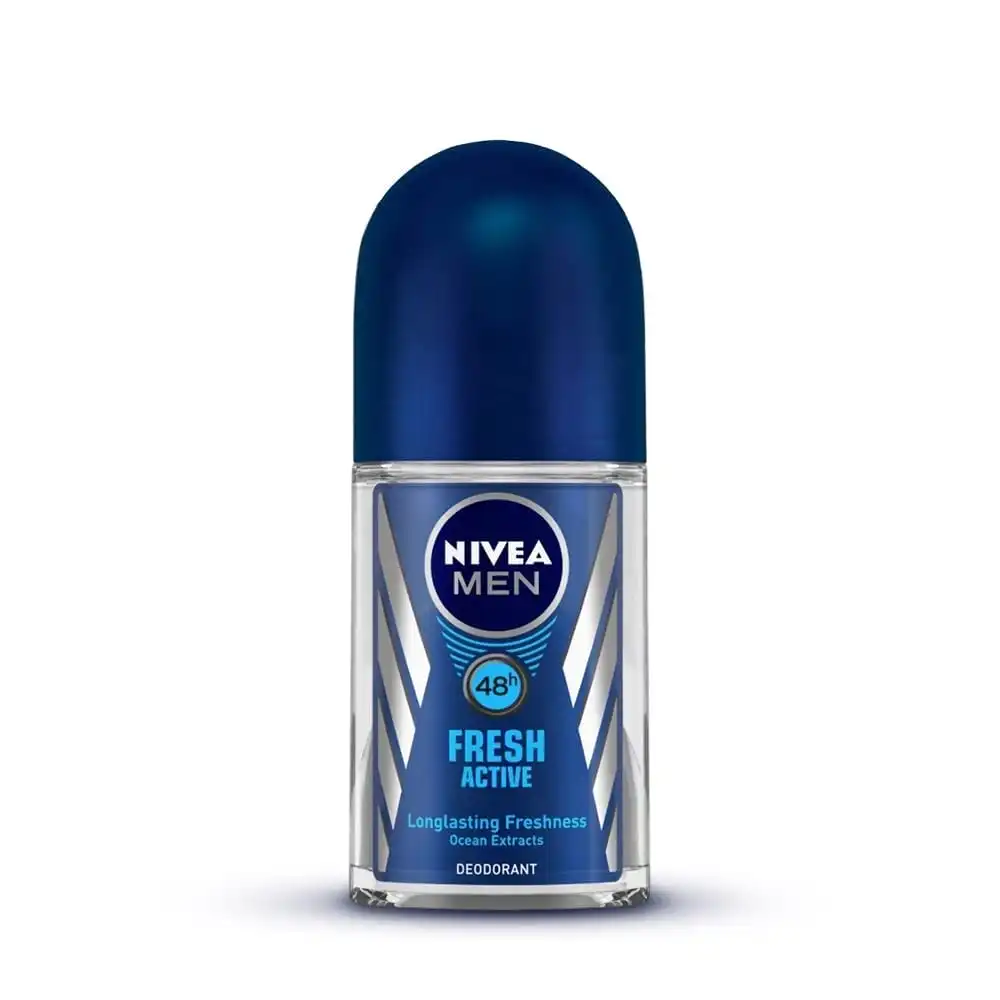 NIVEA
MEN
48h
FRESH
ACTIVE
Longlasting Freshness
Ocean Extracts
DEODORANT